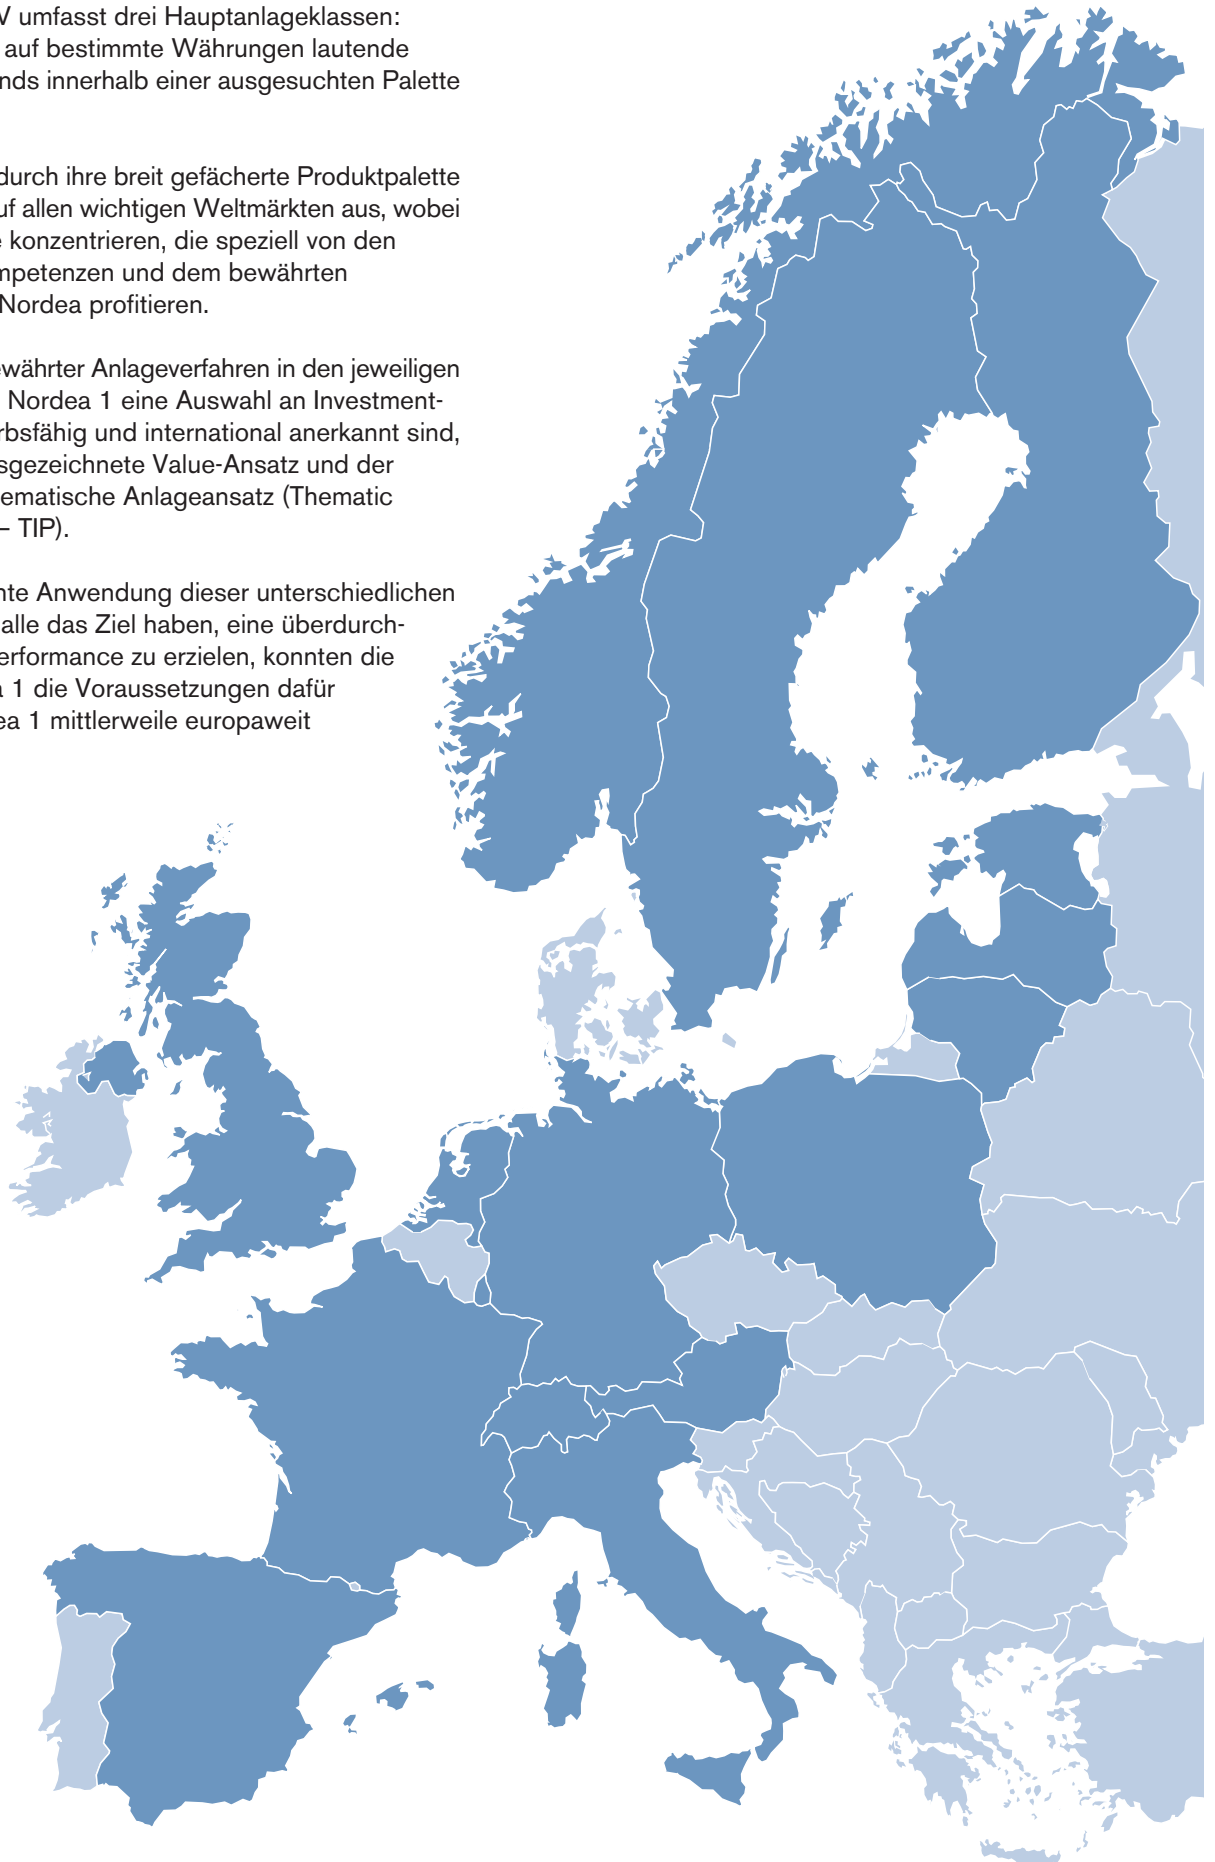 V umfasst drei Hauptanlageklassen:
auf bestimmte Währungen lautende
nds innerhalb einer ausgesuchten Palette
durch ihre breit gefächerte Produktpalette
uf allen wichtigen Weltmärkten aus, wobei
e konzentrieren, die speziell von den
mpetenzen und dem bewährten
Nordea profitieren.
ewährter Anlageverfahren in den jeweiligen
Nordea 1 eine Auswahl an Investment-
rbsfähig und international anerkannt sind,
sgezeichnete Value-Ansatz und der
ematische Anlageansatz (Thematic
– TIP).
nte Anwendung dieser unterschiedlichen
alle das Ziel haben, eine überdurch-
erformance zu erzielen, konnten die
a 1 die Voraussetzungen dafür
ea 1 mittlerweile europaweit